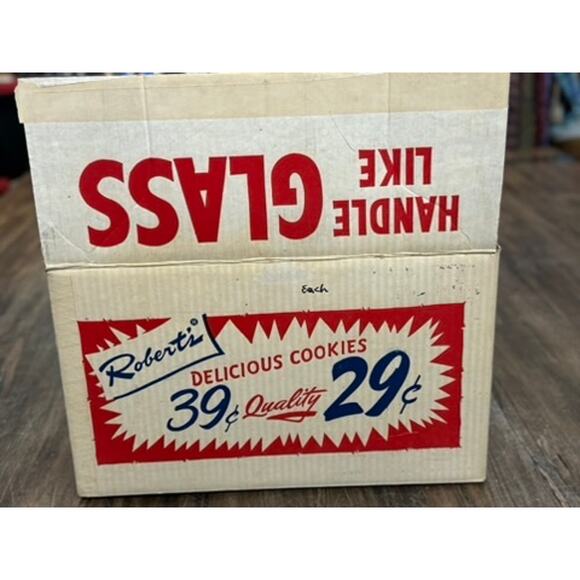 HANDLE
LIKE
GLASS
Each
Robert's
DELICIOUS COOKIES
39¢ Quality 29¢